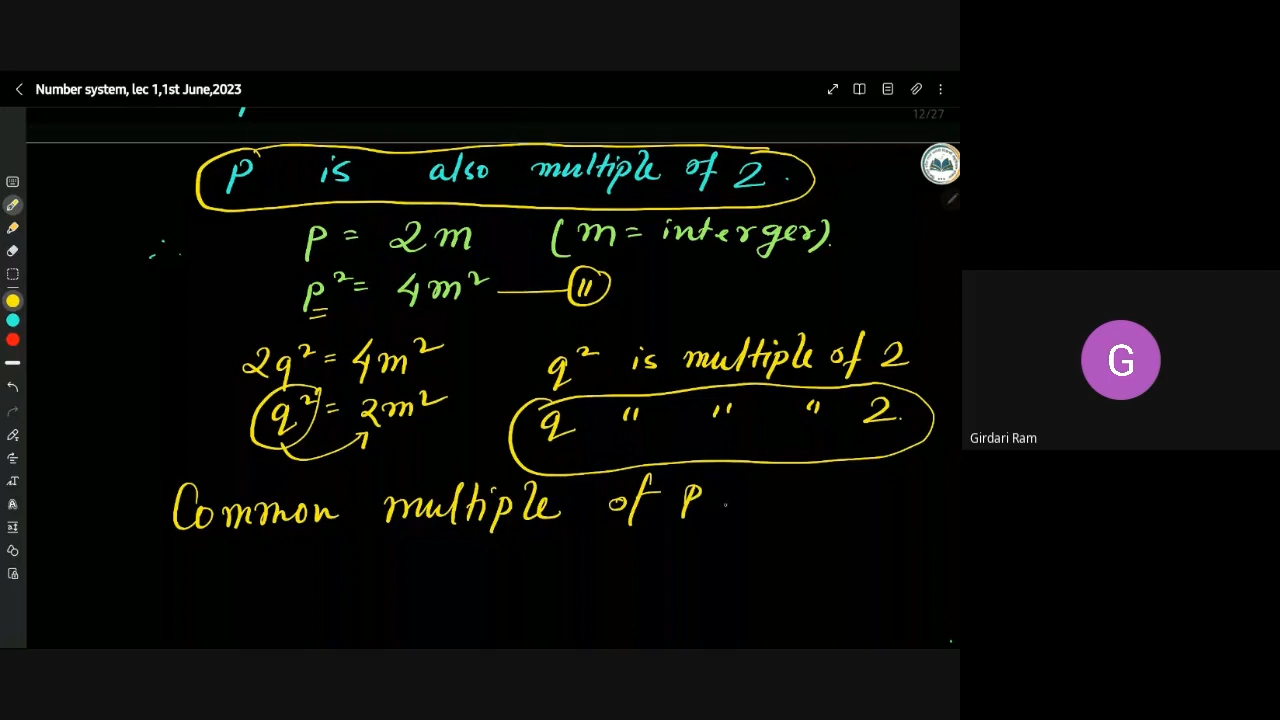 Number system, lec 1,1st June,2023
12/27
P is also multiple of 2.
∴ P = 2m (m = interger).
p² = 4m² —— II
2q² = 4m²
q² is multiple of 2
q² = 2m²
q " " " 2.
Common multiple of P
G
Girdari Ram